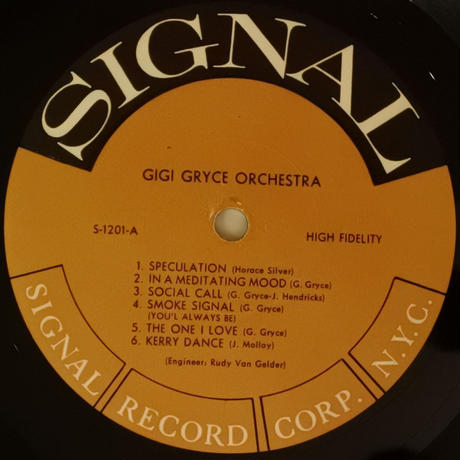 SIGNAL
GIGI GRYCE ORCHESTRA
S-1201-A
HIGH FIDELITY
1. SPECULATION (Horace Silver)
2. IN A MEDITATING MOOD (G. Gryce)
3. SOCIAL CALL (G. Gryce-J. Hendricks)
4. SMOKE SIGNAL (G. Gryce)
(YOU'L ALWAYS BE)
5. THE ONE I LOVE (G. Gryce)
6. KERRY DANCE (J. Molloy)
(Engineer: Rudy Van Gelder)
SIGNAL RECORD CORP. N.Y.C.